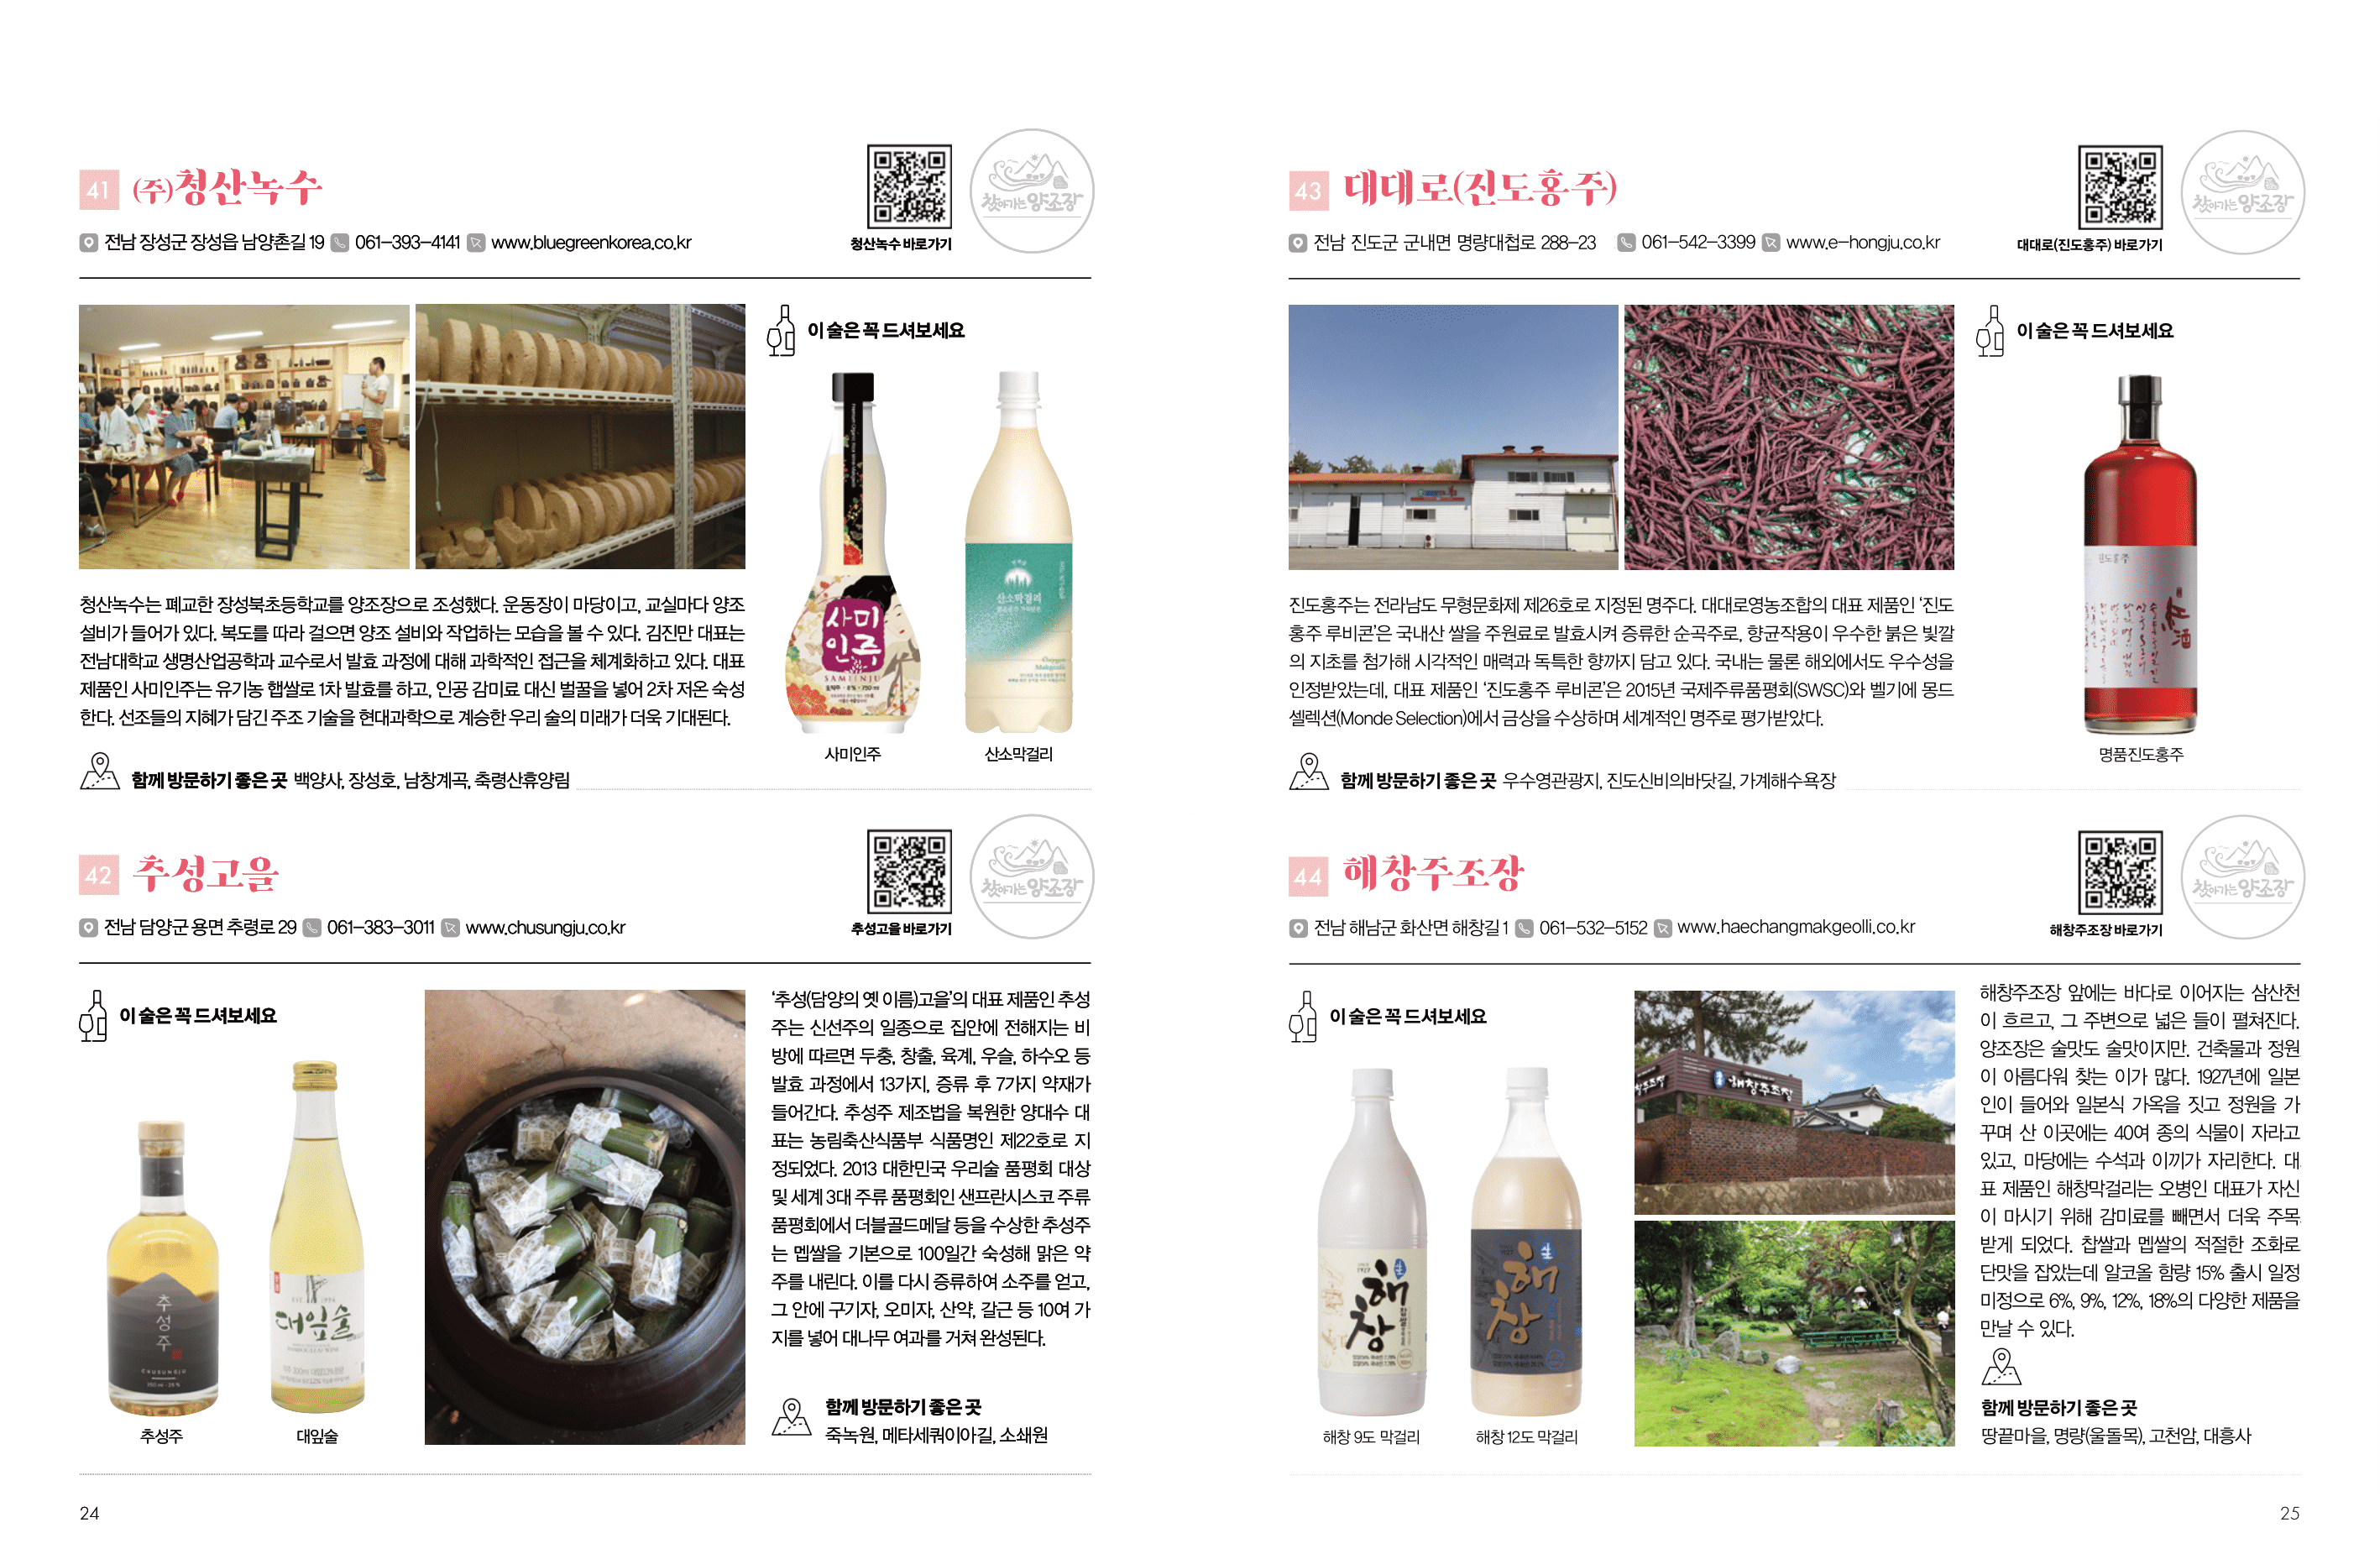 41 (주)청산녹수
전남 장성군 장성읍 남양촌길 19 061-393-4141 www.bluegreenkorea.co.kr
청산녹수 바로가기
찾아가는 양조장
이 술은 꼭 드셔보세요
사미인주
SAMIINJU
산소막걸리
Oxygen
Makgeolli
청산녹수는 폐교한 장성북초등학교를 양조장으로 조성했다. 운동장이 마당이고, 교실마다 양조
설비가 들어가 있다. 복도를 따라 걸으면 양조 설비와 작업하는 모습을 볼 수 있다. 김진만 대표는
전남대학교 생명산업공학과 교수로서 발효 과정에 대해 과학적인 접근을 체계화하고 있다. 대표
제품인 사미인주는 유기농 햅쌀로 1차 발효를 하고, 인공 감미료 대신 벌꿀을 넣어 2차 저온 숙성
한다. 선조들의 지혜가 담긴 주조 기술을 현대과학으로 계승한 우리 술의 미래가 더욱 기대된다.
사미인주
산소막걸리
함께 방문하기 좋은 곳 백양사, 장성호, 남창계곡, 축령산휴양림
42 추성고을
전남 담양군 용면 추령로 29 061-383-3011 www.chusungju.co.kr
추성고을 바로가기
찾아가는 양조장
이 술은 꼭 드셔보세요
추성주
CHUSUNGJU
대잎술
'추성(담양의 옛 이름)고을'의 대표 제품인 추성
주는 신선주의 일종으로 집안에 전해지는 비
방에 따르면 두충, 창출, 육계, 우슬, 하수오 등
발효 과정에서 13가지, 증류 후 7가지 약재가
들어간다. 추성주 제조법을 복원한 양대수 대
표는 농림축산식품부 식품명인 제22호로 지
정되었다. 2013 대한민국 우리술 품평회 대상
및 세계 3대 주류 품평회인 샌프란시스코 주류
품평회에서 더블골드메달 등을 수상한 추성주
는 멥쌀을 기본으로 100일간 숙성해 맑은 약
주를 내린다. 이를 다시 증류하여 소주를 얻고,
그 안에 구기자, 오미자, 산약, 갈근 등 10여 가
지를 넣어 대나무 여과를 거쳐 완성된다.
추성주
대잎술
함께 방문하기 좋은 곳
죽녹원, 메타세쿼이아길, 소쇄원
24
43 대대로(진도홍주)
전남 진도군 군내면 명량대첩로 288-23 061-542-3399 www.e-hongju.co.kr
대대로(진도홍주) 바로가기
찾아가는 양조장
이 술은 꼭 드셔보세요
진도홍주
진도홍주는 전라남도 무형문화제 제26호로 지정된 명주다. 대대로영농조합의 대표 제품인 '진도
홍주 루비콘'은 국내산 쌀을 주원료로 발효시켜 증류한 순곡주로, 향균작용이 우수한 붉은 빛깔
의 지초를 첨가해 시각적인 매력과 독특한 향까지 담고 있다. 국내는 물론 해외에서도 우수성을
인정받았는데, 대표 제품인 '진도홍주 루비콘'은 2015년 국제주류품평회(SWSC)와 벨기에 몽드
셀렉션(Monde Selection)에서 금상을 수상하며 세계적인 명주로 평가받았다.
명품진도홍주
함께 방문하기 좋은 곳 우수영관광지, 진도신비의바닷길, 가계해수욕장
44 해창주조장
전남 해남군 화산면 해창길 1 061-532-5152 www.haechangmakgeolli.co.kr
해창주조장 바로가기
찾아가는 양조장
이 술은 꼭 드셔보세요
해창
해창
해창주조장
해창주조장 앞에는 바다로 이어지는 삼산천
이 흐르고, 그 주변으로 넓은 들이 펼쳐진다.
양조장은 술맛도 술맛이지만. 건축물과 정원
이 아름다워 찾는 이가 많다. 1927년에 일본
인이 들어와 일본식 가옥을 짓고 정원을 가
꾸며 산 이곳에는 40여 종의 식물이 자라고
있고, 마당에는 수석과 이끼가 자리한다. 대
표 제품인 해창막걸리는 오병인 대표가 자신
이 마시기 위해 감미료를 빼면서 더욱 주목
받게 되었다. 찹쌀과 멥쌀의 적절한 조화로
단맛을 잡았는데 알코올 함량 15% 출시 일정
미정으로 6%, 9%, 12%, 18%의 다양한 제품을
만날 수 있다.
해창 9도 막걸리
해창 12도 막걸리
함께 방문하기 좋은 곳
땅끝마을, 명량(울돌목), 고천암, 대흥사
25